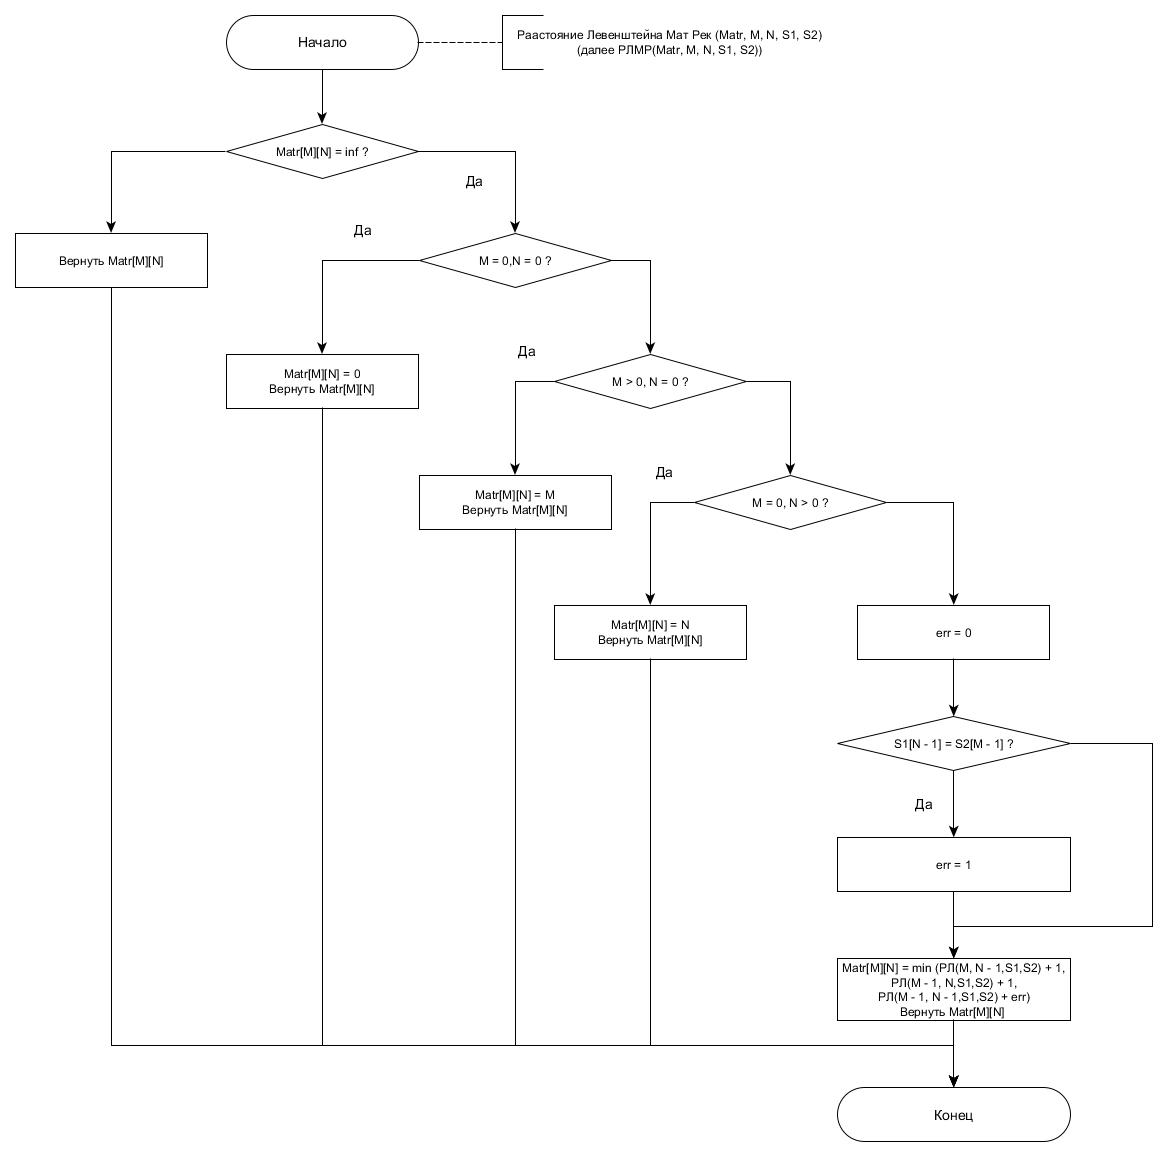 Начало
Раастояние Левенштейна Мат Рек (Matr, M, N, S1, S2)
(далее РЛМР(Matr, M, N, S1, S2))
Matr[M][N] = inf ?
Да
Вернуть Matr[M][N]
Да
M = 0,N = 0 ?
Matr[M][N] = 0
Вернуть Matr[M][N]
Да
M > 0, N = 0 ?
Matr[M][N] = M
Вернуть Matr[M][N]
Да
M = 0, N > 0 ?
Matr[M][N] = N
Вернуть Matr[M][N]
err = 0
S1[N - 1] = S2[M - 1] ?
Да
err = 1
Matr[M][N] = min (РЛ(M, N - 1,S1,S2) + 1,
РЛ(M - 1, N,S1,S2) + 1,
РЛ(M - 1, N - 1,S1,S2) + err)
Вернуть Matr[M][N]
Конец